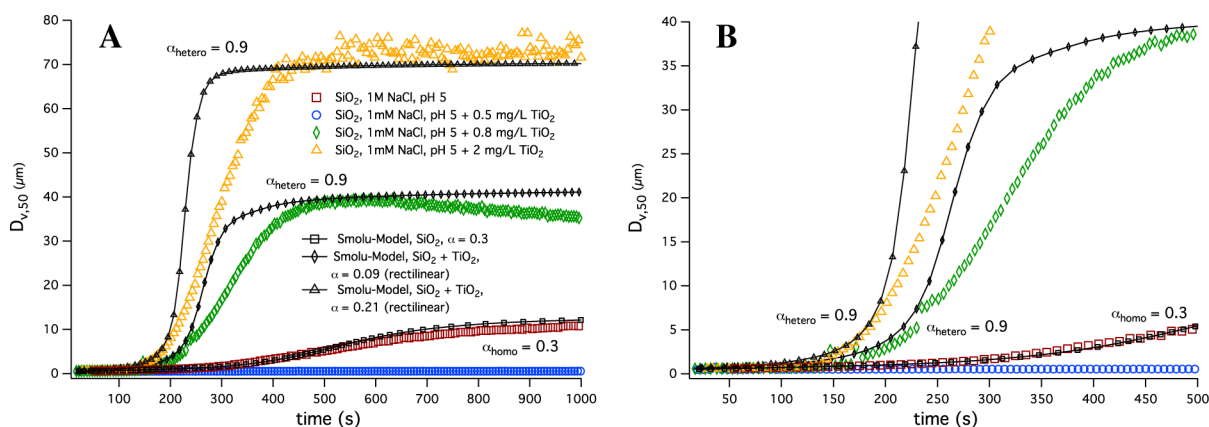 A
80
70
60
50
40
30
20
10
0
D_v,50 (μm)
α_hetero = 0.9
SiO₂, 1M NaCl, pH 5
SiO₂, 1mM NaCl, pH 5 + 0.5 mg/L TiO₂
SiO₂, 1mM NaCl, pH 5 + 0.8 mg/L TiO₂
SiO₂, 1mM NaCl, pH 5 + 2 mg/L TiO₂
α_hetero = 0.9
Smolu-Model, SiO₂, α = 0.3
Smolu-Model, SiO₂ + TiO₂,
α = 0.09 (rectilinear)
Smolu-Model, SiO₂ + TiO₂,
α = 0.21 (rectilinear)
α_homo = 0.3
100 200 300 400 500 600 700 800 900 1000
time (s)
B
40
35
30
25
20
15
10
5
0
D_v,50 (μm)
α_hetero = 0.9
α_hetero = 0.9
α_homo = 0.3
50 100 150 200 250 300 350 400 450 500
time (s)